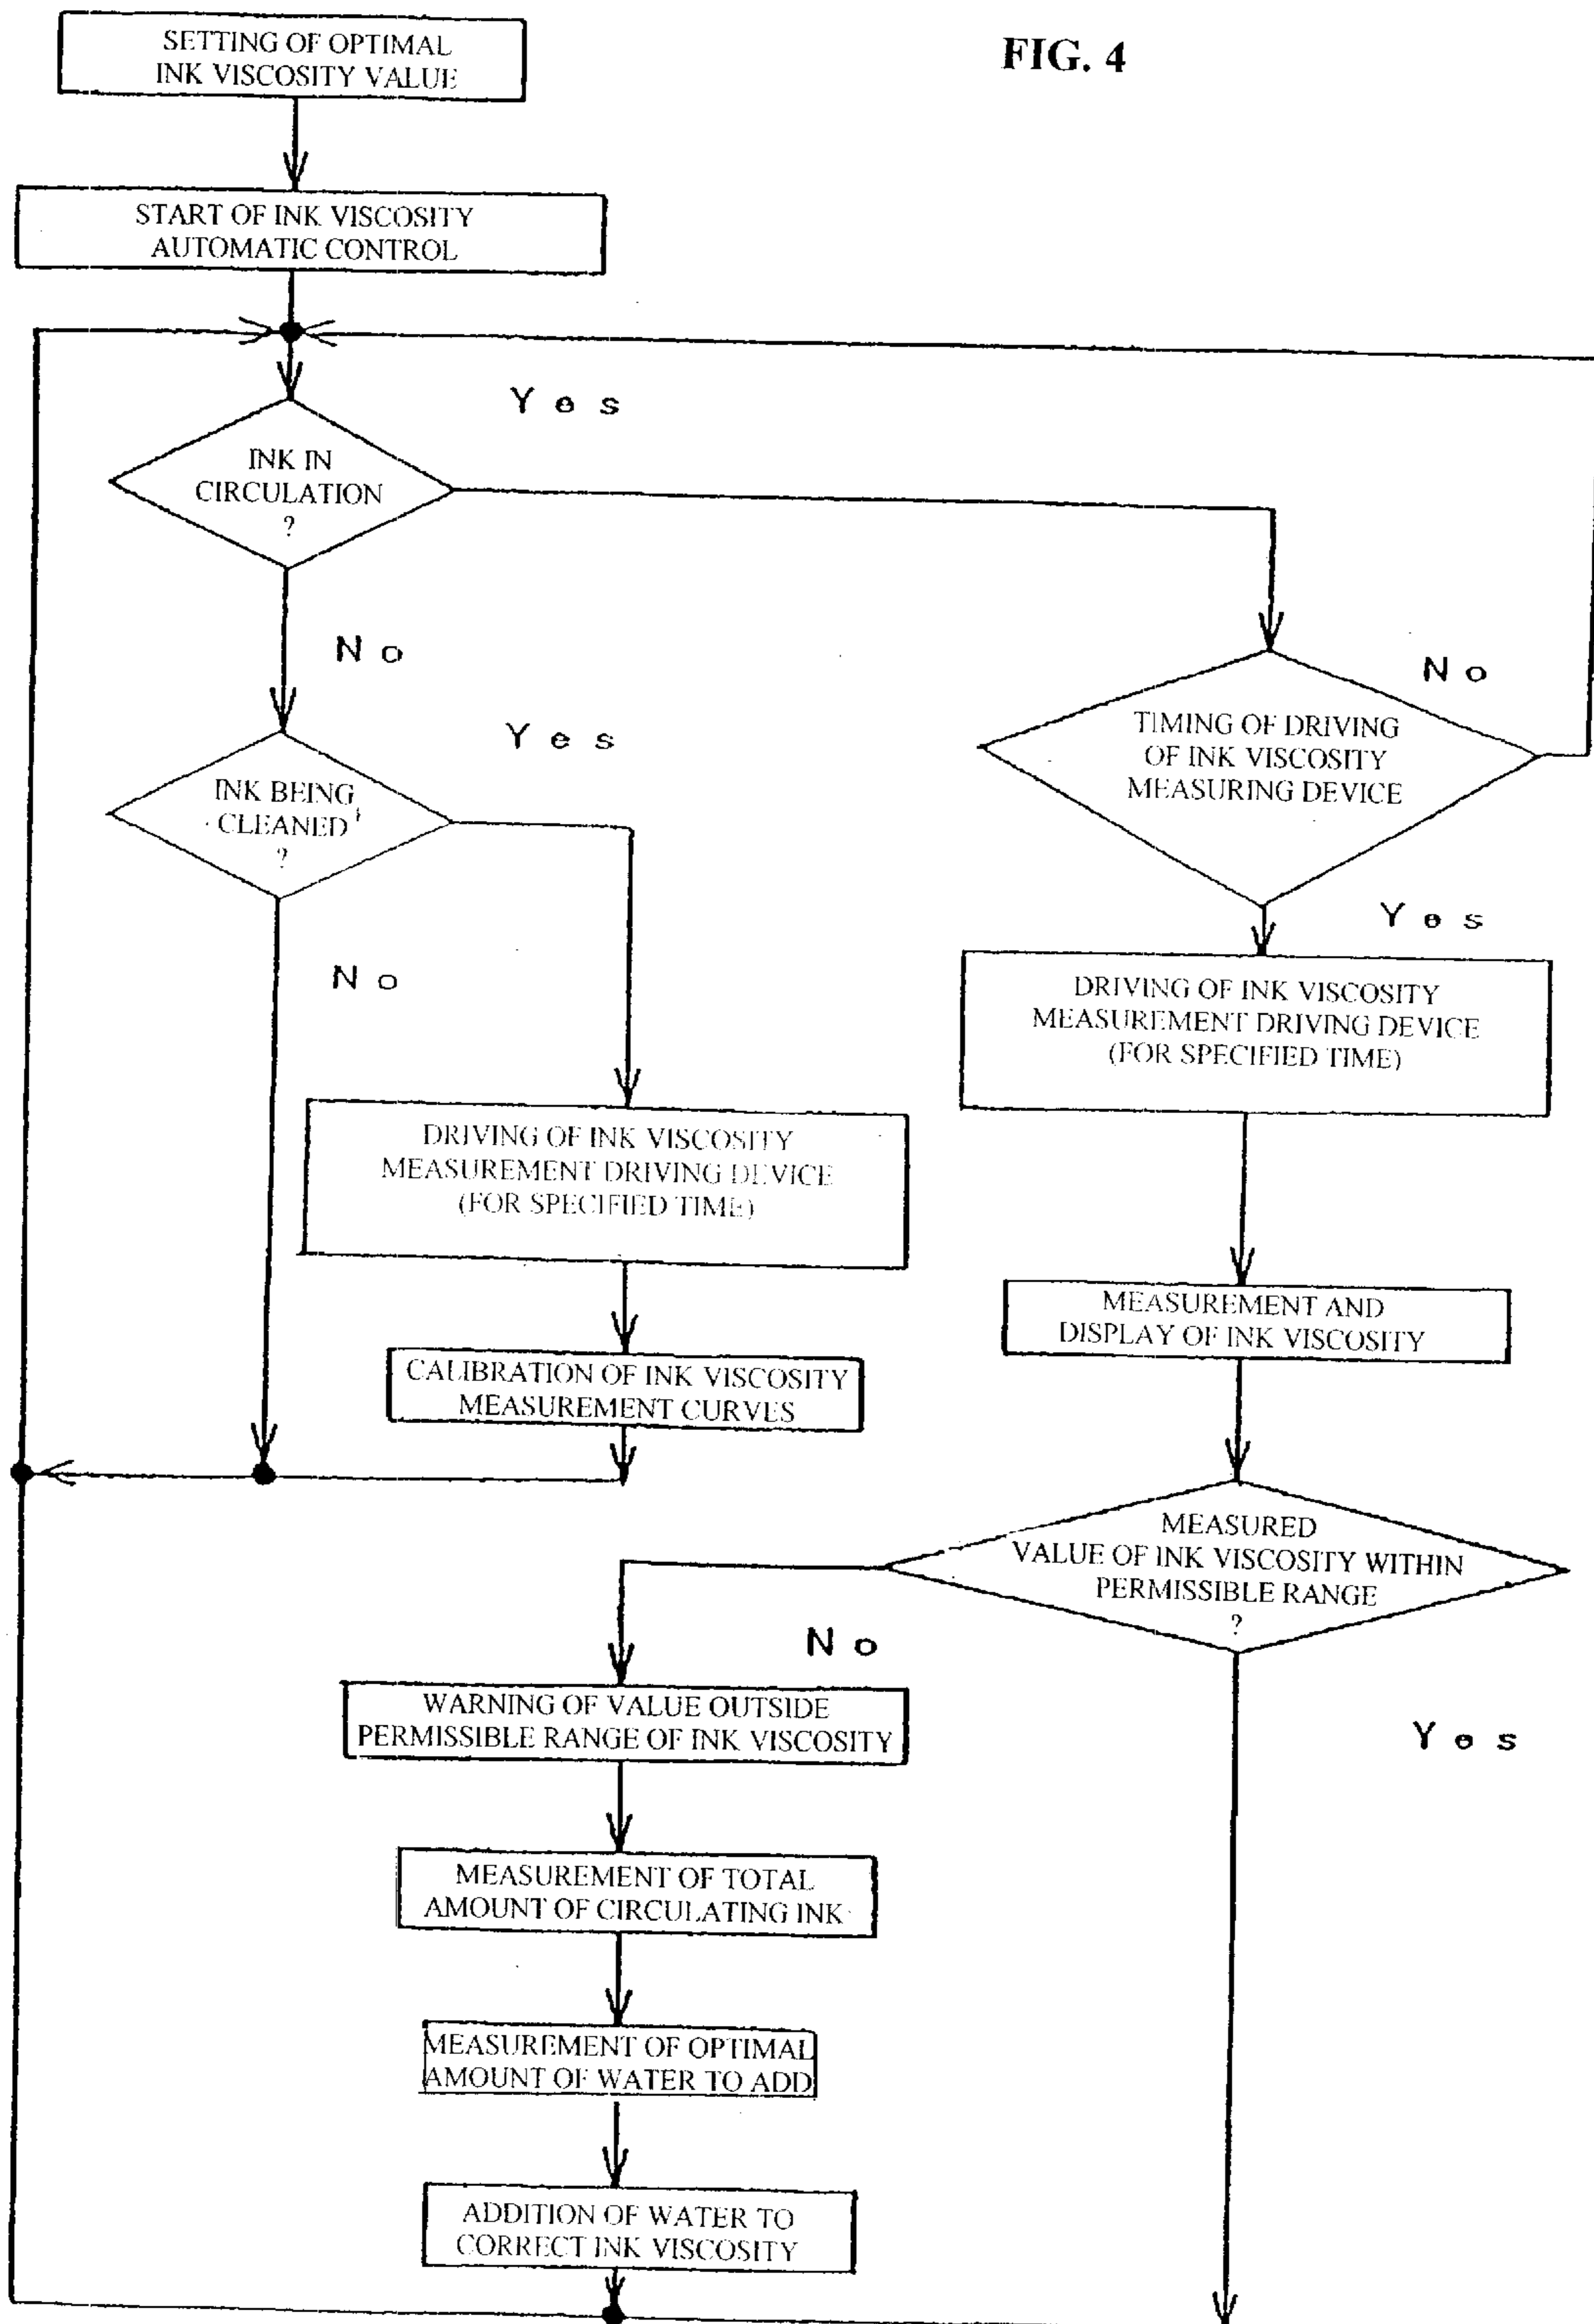 FIG. 4
SETTING OF OPTIMAL
INK VISCOSITY VALUE
START OF INK VISCOSITY
AUTOMATIC CONTROL
Yes
INK IN
CIRCULATION
?
No
No
TIMING OF DRIVING
OF INK VISCOSITY
MEASURING DEVICE
Yes
INK BEING
CLEANED
?
Yes
No
DRIVING OF INK VISCOSITY
MEASUREMENT DRIVING DEVICE
(FOR SPECIFIED TIME)
DRIVING OF INK VISCOSITY
MEASUREMENT DRIVING DEVICE
(FOR SPECIFIED TIME)
MEASUREMENT AND
DISPLAY OF INK VISCOSITY
CALIBRATION OF INK VISCOSITY
MEASUREMENT CURVES
MEASURED
VALUE OF INK VISCOSITY WITHIN
PERMISSIBLE RANGE
?
No
Yes
WARNING OF VALUE OUTSIDE
PERMISSIBLE RANGE OF INK VISCOSITY
MEASUREMENT OF TOTAL
AMOUNT OF CIRCULATING INK
MEASUREMENT OF OPTIMAL
AMOUNT OF WATER TO ADD
ADDITION OF WATER TO
CORRECT INK VISCOSITY